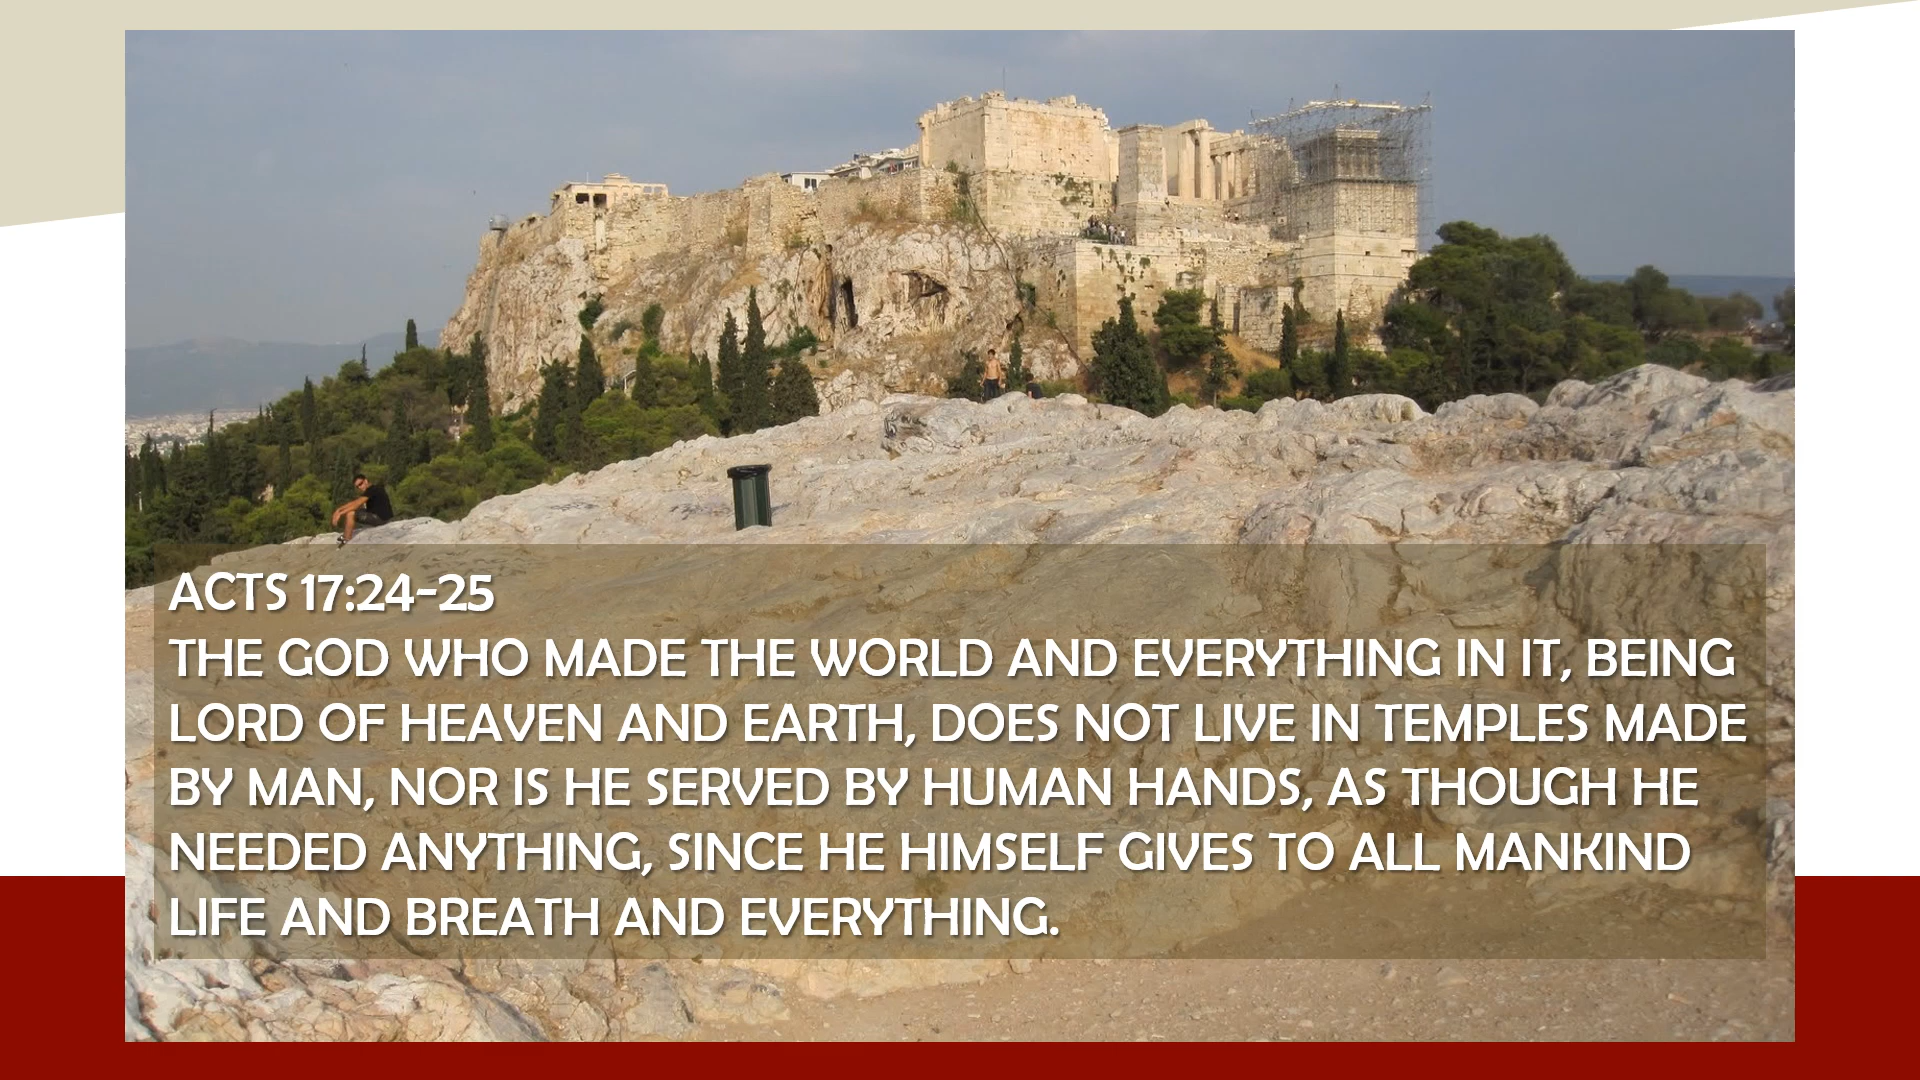 ACTS 17:24-25
THE GOD WHO MADE THE WORLD AND EVERYTHING IN IT, BEING
LORD OF HEAVEN AND EARTH, DOES NOT LIVE IN TEMPLES MADE
BY MAN, NOR IS HE SERVED BY HUMAN HANDS, AS THOUGH HE
NEEDED ANYTHING, SINCE HE HIMSELF GIVES TO ALL MANKIND
LIFE AND BREATH AND EVERYTHING.